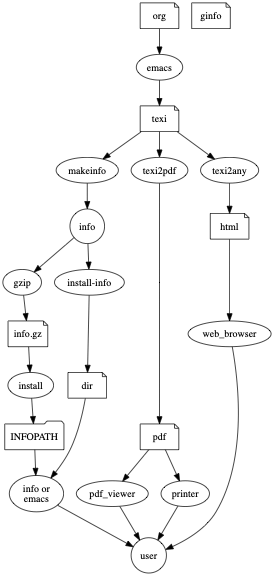 org
ginfo
emacs
texi
makeinfo
texi2pdf
texi2any
info
html
gzip
install-info
info.gz
web_browser
install
dir
INFOPATH
pdf
info or
emacs
pdf_viewer
printer
user